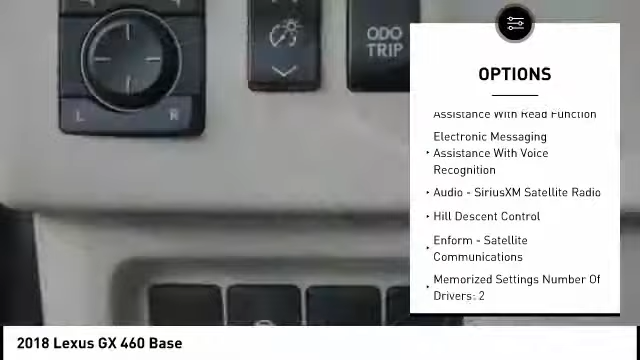 ODO
TRIP
L
R
OPTIONS
Assistance With Read Function
Electronic Messaging
Assistance With Voice
Recognition
Audio - SiriusXM Satellite Radio
Hill Descent Control
Enform - Satellite
Communications
Memorized Settings Number Of
Drivers: 2
2018 Lexus GX 460 Base